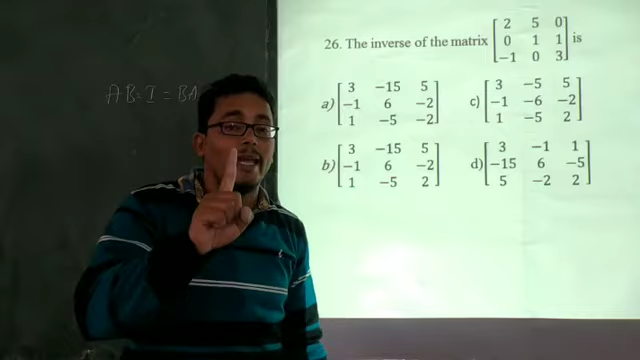 26. The inverse of the matrix [2 5 0
0 1 1
−1 0 3] is
AB = I = BA
a) [3 −15 5
−1 6 −2
1 −5 −2]
c) [3 −5 5
−1 −6 −2
1 −5 2]
b) [3 −15 5
−1 6 −2
1 −5 2]
d) [3 −1 1
−15 6 −5
5 −2 2]